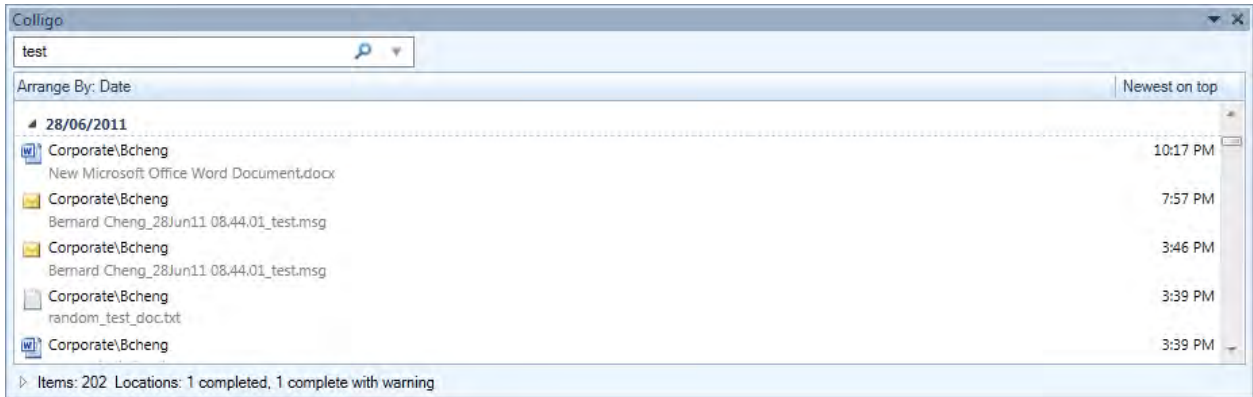 Colligo
test
Arrange By: Date Newest on top
28/06/2011
Corporate\Bcheng 10:17 PM
New Microsoft Office Word Document.docx
Corporate\Bcheng 7:57 PM
Bernard Cheng_28Jun11 08.44.01_test.msg
Corporate\Bcheng 3:46 PM
Bernard Cheng_28Jun11 08.44.01_test.msg
Corporate\Bcheng 3:39 PM
random_test_doc.txt
Corporate\Bcheng 3:39 PM
Items: 202 Locations: 1 completed, 1 complete with warning